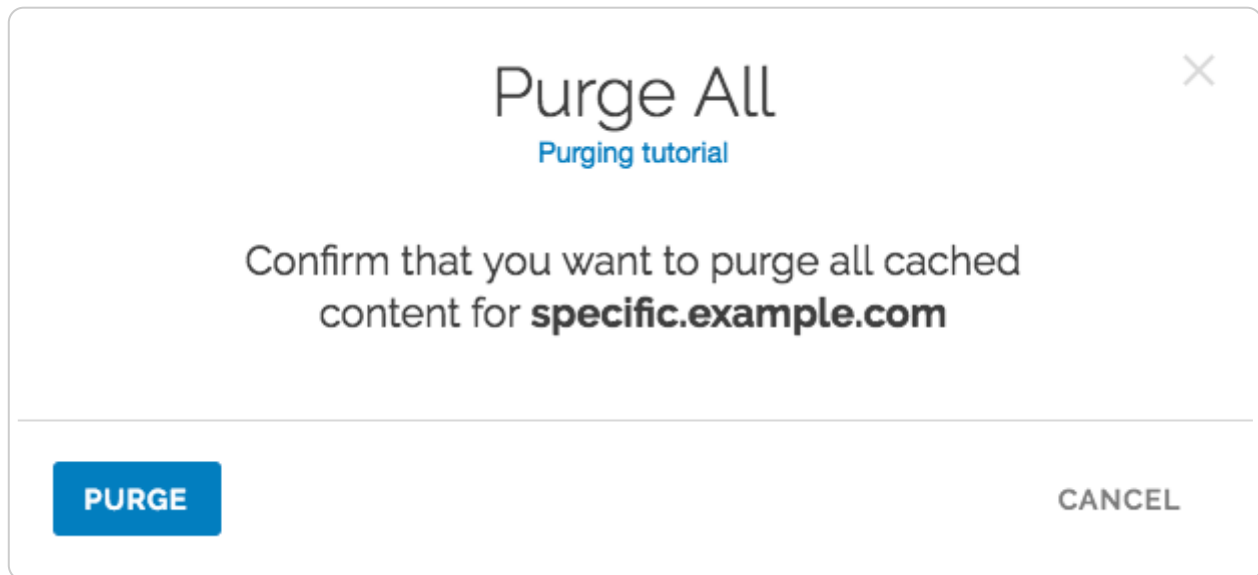 Purge All
Purging tutorial
Confirm that you want to purge all cached
content for specific.example.com
PURGE
CANCEL